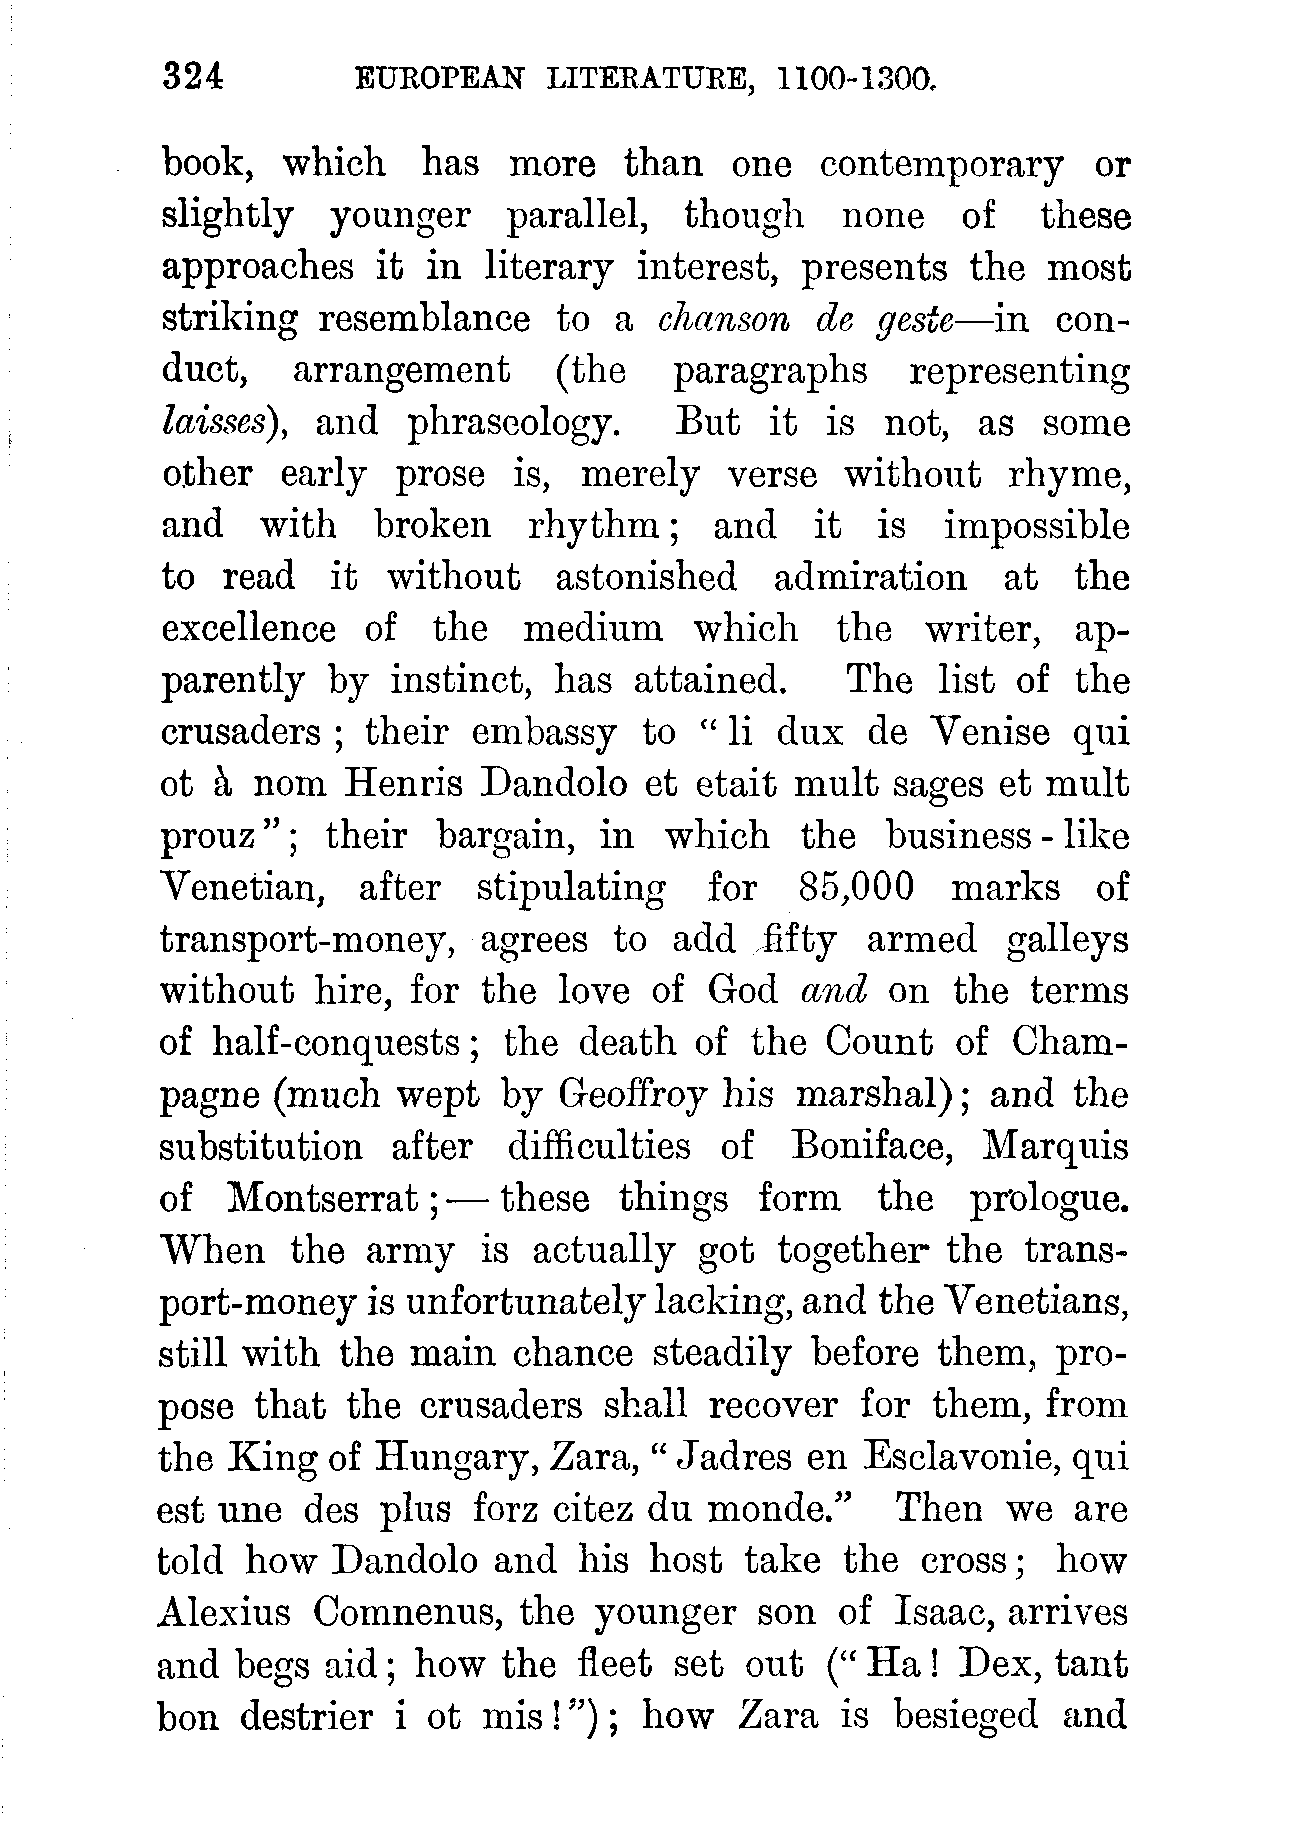 324 EUROPEAN LITERATURE, 1100-1300.
book, which has more than one contemporary or
slightly younger parallel, though none of these
approaches it in literary interest, presents the most
striking resemblance to a chanson de geste—in con-
duct, arrangement (the paragraphs representing
laisses), and phraseology. But it is not, as some
other early prose is, merely verse without rhyme,
and with broken rhythm; and it is impossible
to read it without astonished admiration at the
excellence of the medium which the writer, ap-
parently by instinct, has attained. The list of the
crusaders; their embassy to “li dux de Venise qui
ot à nom Henris Dandolo et etait mult sages et mult
prouz”; their bargain, in which the business-like
Venetian, after stipulating for 85,000 marks of
transport-money, agrees to add fifty armed galleys
without hire, for the love of God and on the terms
of half-conquests; the death of the Count of Cham-
pagne (much wept by Geoffroy his marshal); and the
substitution after difficulties of Boniface, Marquis
of Montserrat;—these things form the prologue.
When the army is actually got together the trans-
port-money is unfortunately lacking, and the Venetians,
still with the main chance steadily before them, pro-
pose that the crusaders shall recover for them, from
the King of Hungary, Zara, “Jadres en Esclavonie, qui
est une des plus forz citez du monde.” Then we are
told how Dandolo and his host take the cross; how
Alexius Comnenus, the younger son of Isaac, arrives
and begs aid; how the fleet set out (“Ha! Dex, tant
bon destrier i ot mis!”); how Zara is besieged and